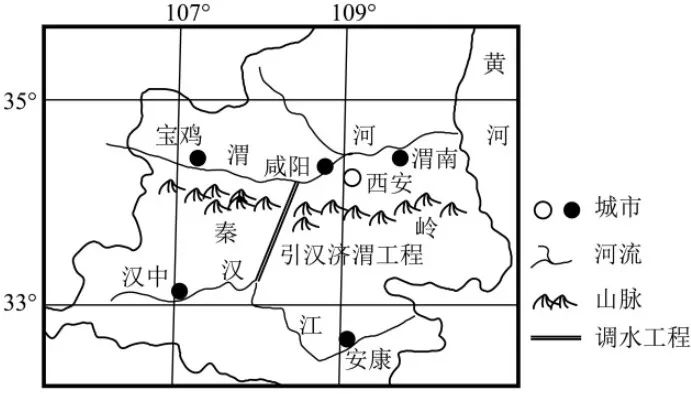 107° 109°
黄
35°
宝鸡 渭 河 河
咸阳 渭南
西安
秦 岭
汉中 汉 引汉济渭工程
33°
江
安康
城市
河流
山脉
调水工程